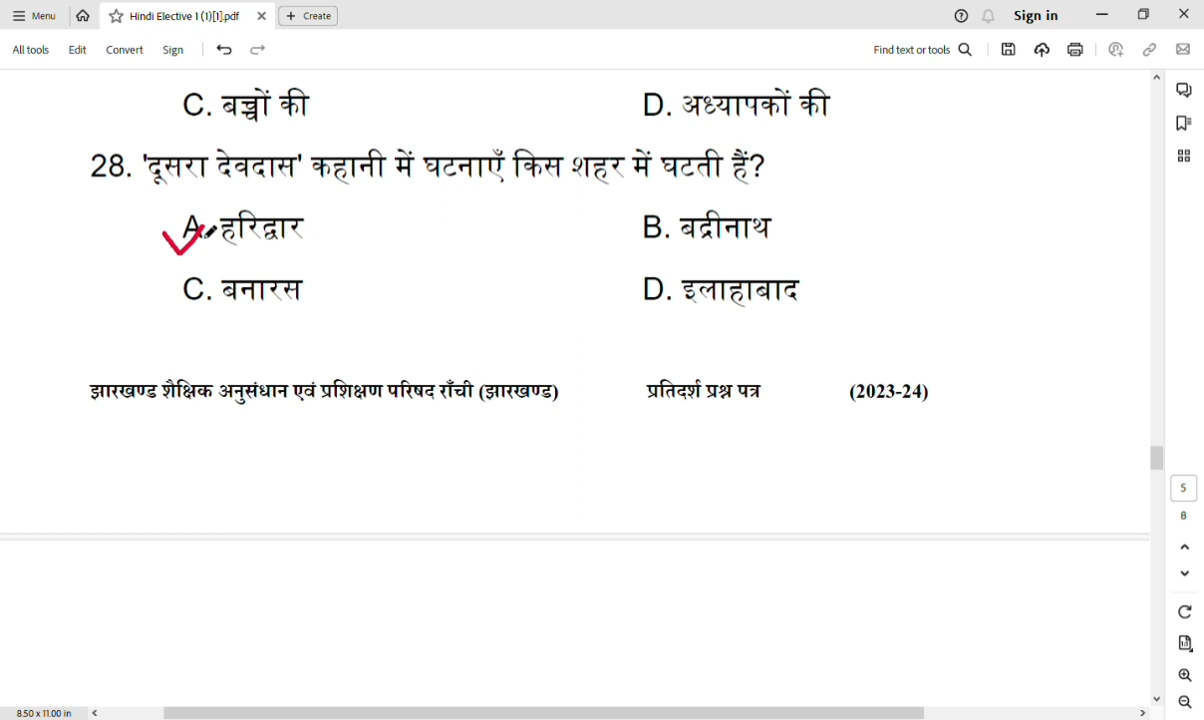 Menu Hindi Elective 1 (1)[1].pdf Create Sign in
All tools Edit Convert Sign Find text or tools
C. बच्चों की D. अध्यापकों की
28. 'दूसरा देवदास' कहानी में घटनाएँ किस शहर में घटती हैं?
A. हरिद्वार B. बद्रीनाथ
C. बनारस D. इलाहाबाद
झारखण्ड शैक्षिक अनुसंधान एवं प्रशिक्षण परिषद राँची (झारखण्ड) प्रतिदर्श प्रश्न पत्र (2023-24)
5
8
8.50 x 11.00 in